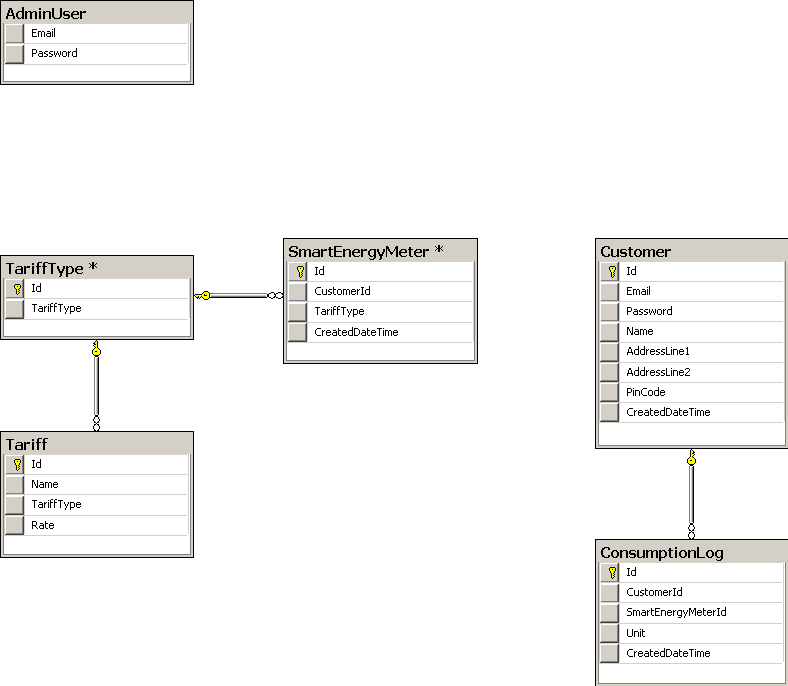 AdminUser
Email
Password
TariffType *
Id
TariffType
SmartEnergyMeter *
Id
CustomerId
TariffType
CreatedDateTime
Customer
Id
Email
Password
Name
AddressLine1
AddressLine2
PinCode
CreatedDateTime
Tariff
Id
Name
TariffType
Rate
ConsumptionLog
Id
CustomerId
SmartEnergyMeterId
Unit
CreatedDateTime